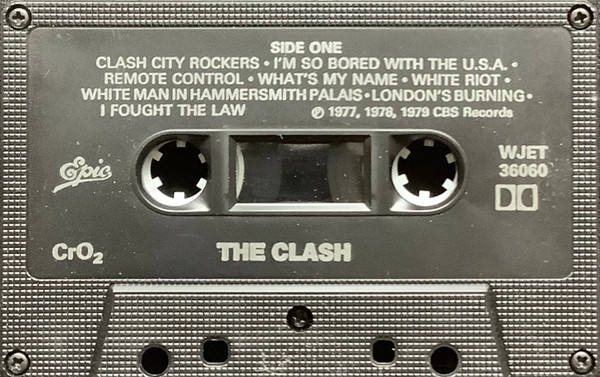 SIDE ONE
CLASH CITY ROCKERS • I'M SO BORED WITH THE U.S.A. •
REMOTE CONTROL • WHAT'S MY NAME • WHITE RIOT •
WHITE MAN IN HAMMERSMITH PALAIS • LONDON'S BURNING •
I FOUGHT THE LAW ℗ 1977, 1978, 1979 CBS Records
Epic
WJET
36060
CrO₂
THE CLASH